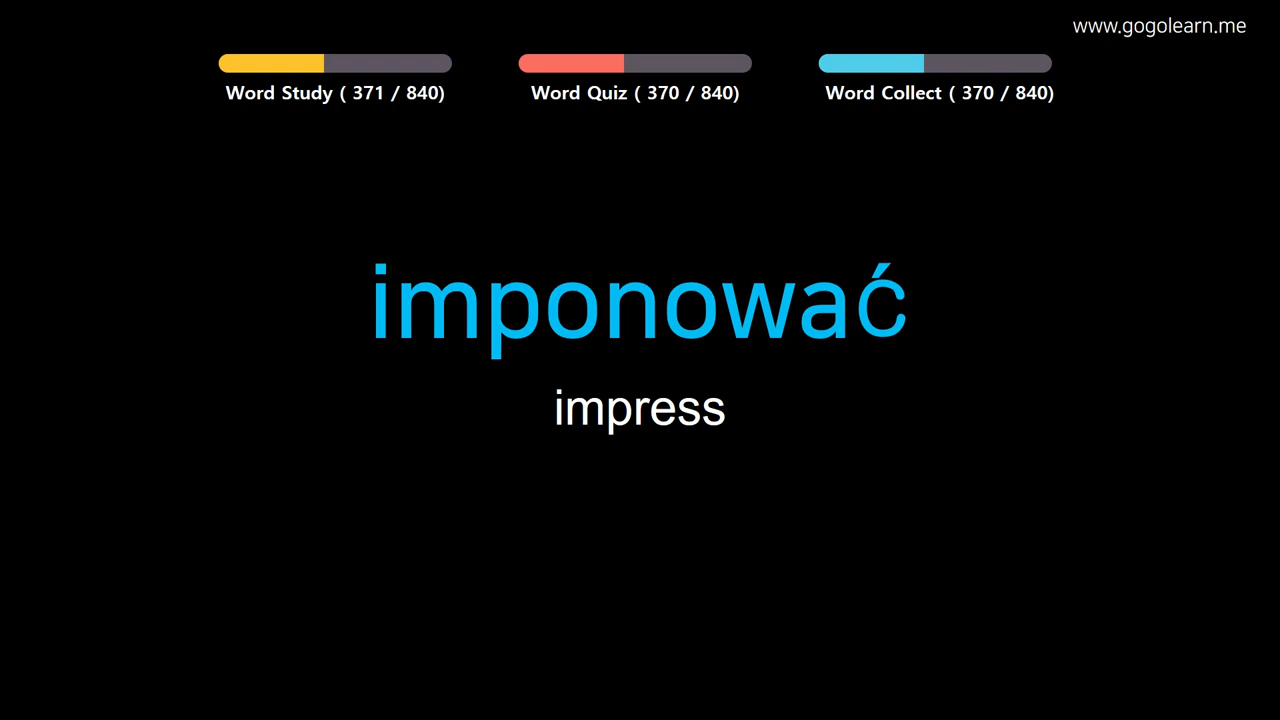 www.gogolearn.me
Word Study ( 371 / 840)
Word Quiz ( 370 / 840)
Word Collect ( 370 / 840)
imponować
impress